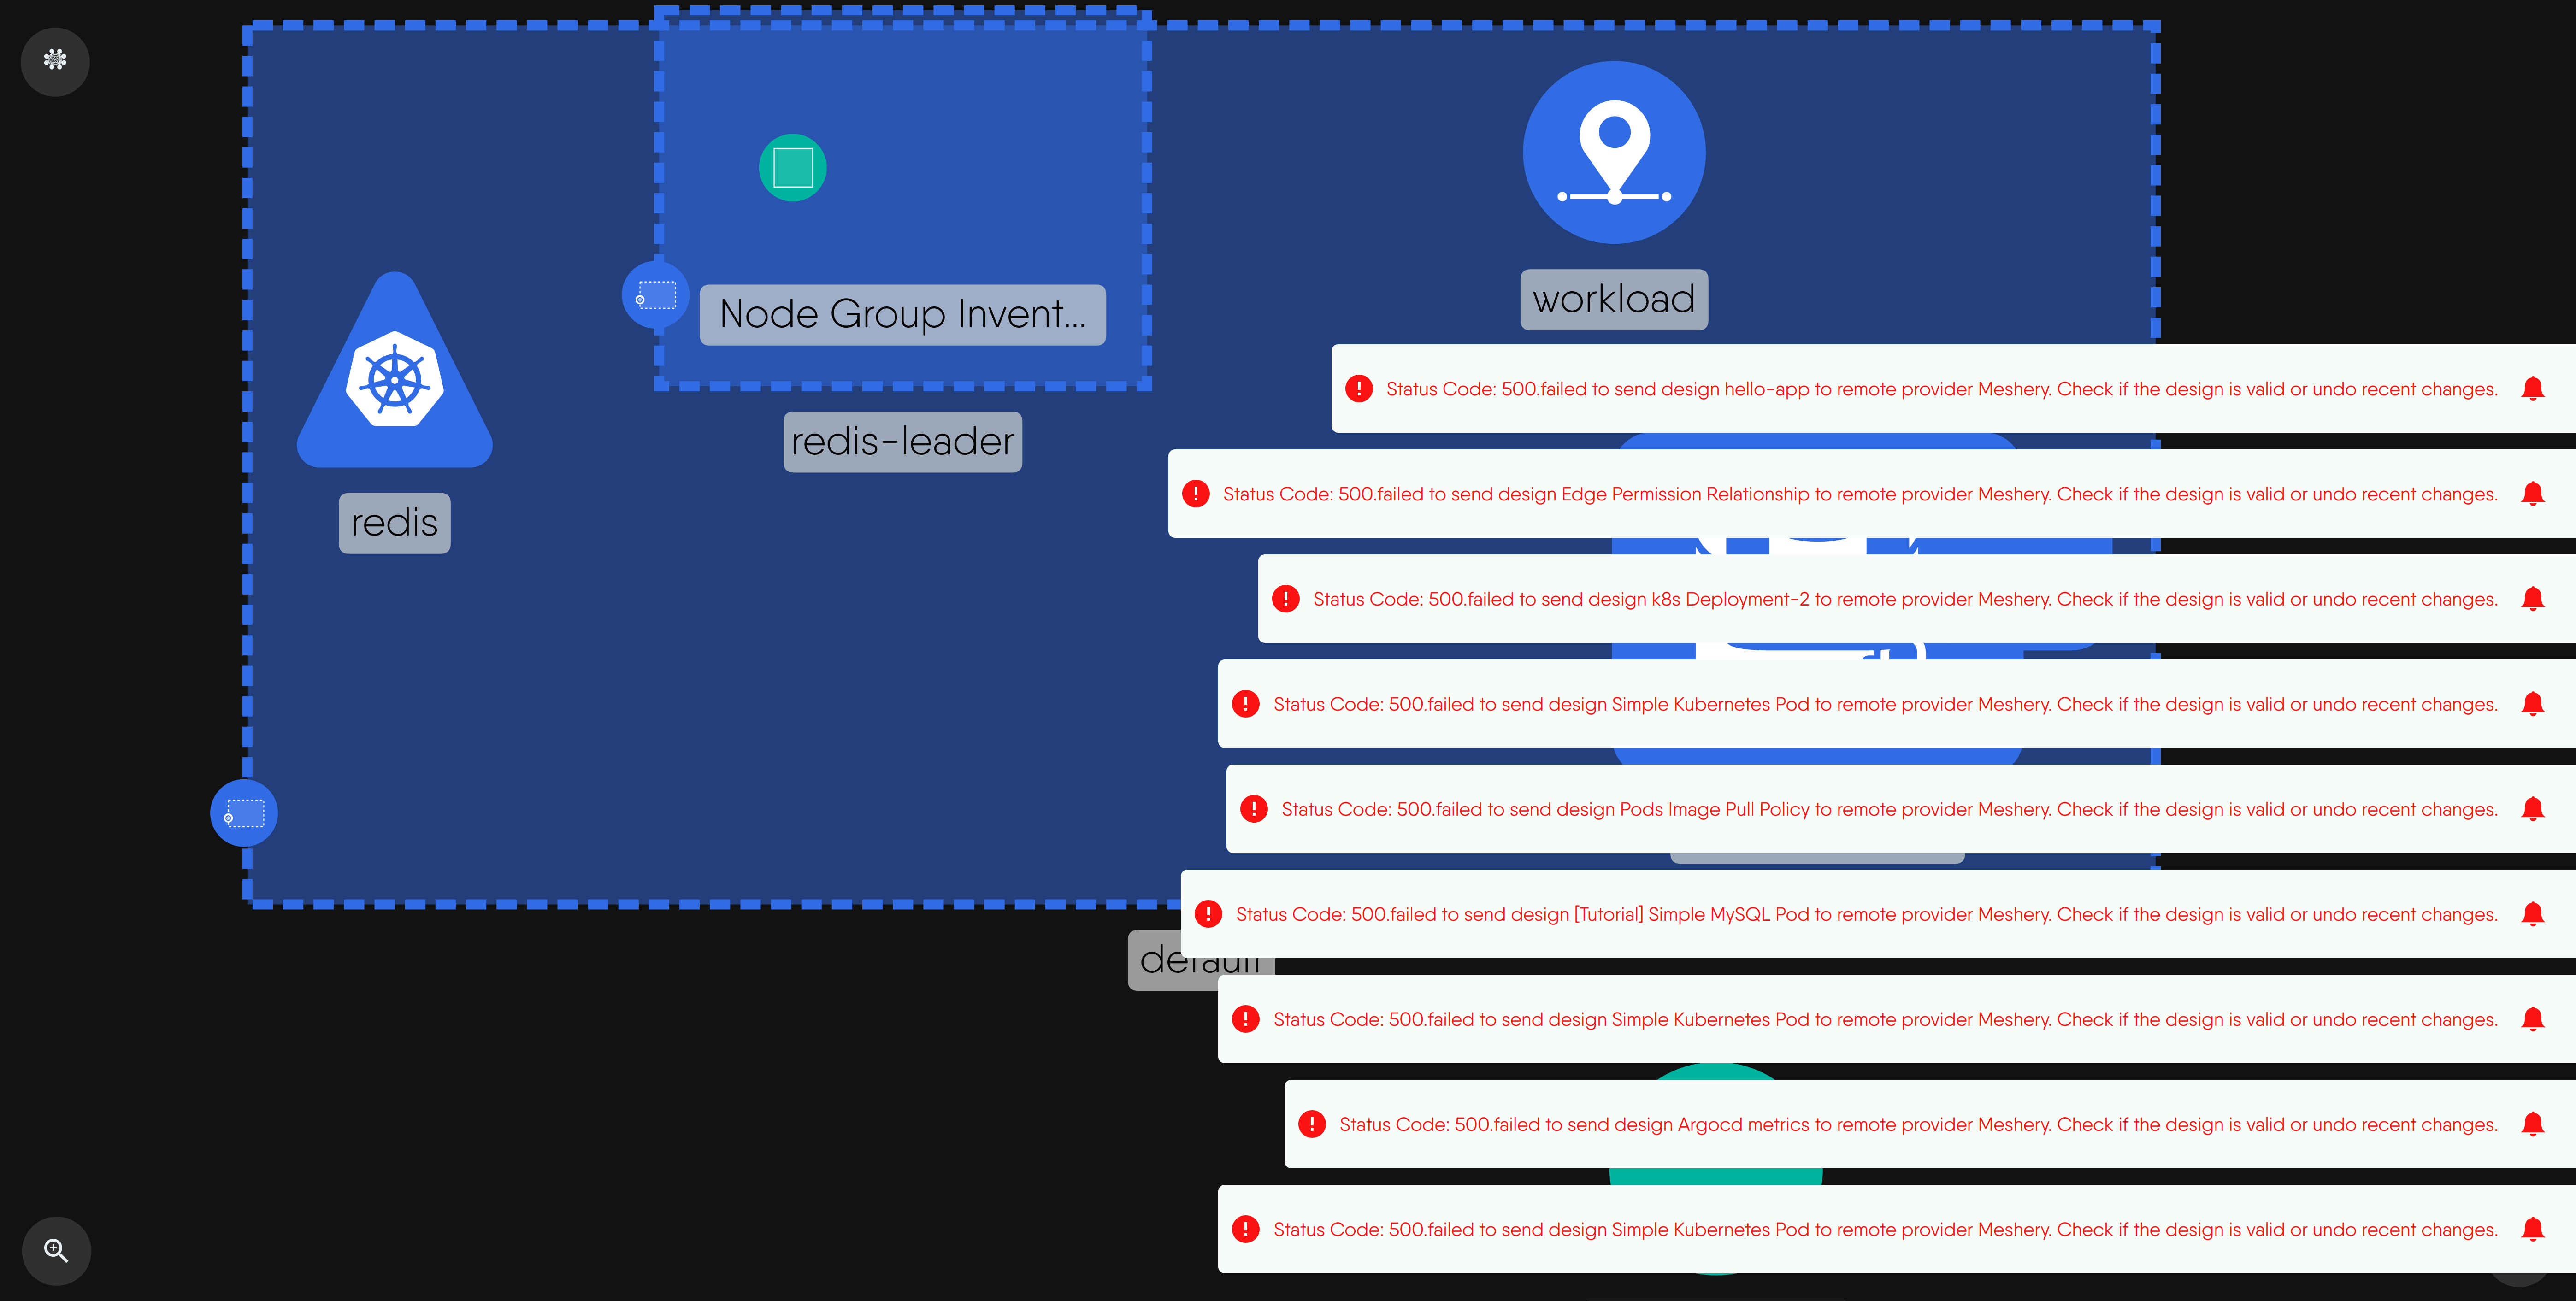 Node Group Invent...
workload
redis-leader
redis
Status Code: 500.failed to send design hello-app to remote provider Meshery. Check if the design is valid or undo recent changes.
Status Code: 500.failed to send design Edge Permission Relationship to remote provider Meshery. Check if the design is valid or undo recent changes.
Status Code: 500.failed to send design k8s Deployment-2 to remote provider Meshery. Check if the design is valid or undo recent changes.
Status Code: 500.failed to send design Simple Kubernetes Pod to remote provider Meshery. Check if the design is valid or undo recent changes.
Status Code: 500.failed to send design Pods Image Pull Policy to remote provider Meshery. Check if the design is valid or undo recent changes.
Status Code: 500.failed to send design [Tutorial] Simple MySQL Pod to remote provider Meshery. Check if the design is valid or undo recent changes.
default
Status Code: 500.failed to send design Simple Kubernetes Pod to remote provider Meshery. Check if the design is valid or undo recent changes.
Status Code: 500.failed to send design Argocd metrics to remote provider Meshery. Check if the design is valid or undo recent changes.
Status Code: 500.failed to send design Simple Kubernetes Pod to remote provider Meshery. Check if the design is valid or undo recent changes.